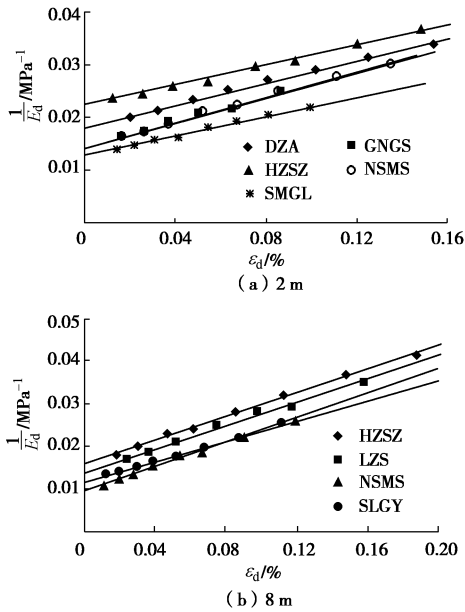 0.04
0.03
0.02
0.01
1/E_d/MPa⁻¹
DZA
GNGS
HZSZ
NSMS
SMGL
0 0.04 0.08 0.12 0.16
ε_d/%
(a) 2 m
0.05
0.04
0.03
0.02
0.01
1/E_d/MPa⁻¹
HZSZ
LZS
NSMS
SLGY
0 0.04 0.08 0.12 0.16 0.20
ε_d/%
(b) 8 m